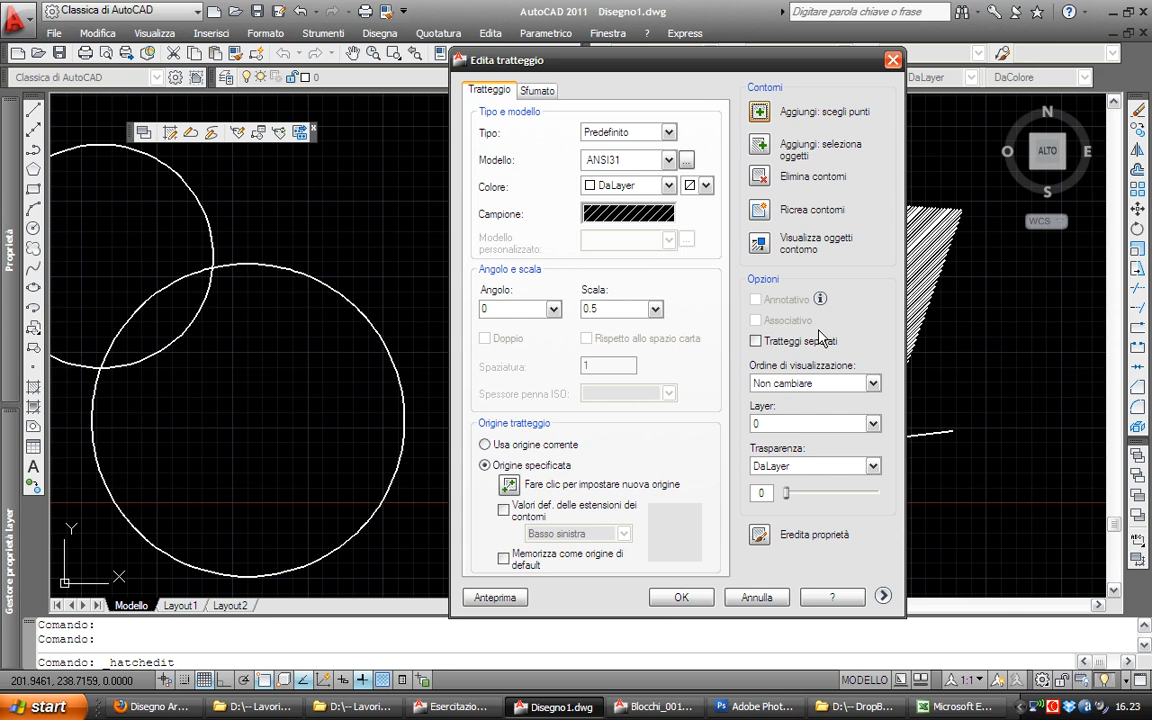 Classica di AutoCAD
AutoCAD 2011 Disegno1.dwg
Digitare parola chiave o frase
File Modifica Visualizza Inserisci Formato Strumenti Disegna Quotatura Edita Parametrico Finestra Express
Classica di AutoCAD
0
DaLayer
DaColore
Edita tratteggio
Tratteggio
Sfumato
Tipo e modello
Tipo:
Predefinito
Modello:
ANSI31
...
Colore:
DaLayer
Campione:
Modello personalizzato:
...
Angolo e scala
Angolo:
Scala:
0
0.5
Doppio
Rispetto allo spazio carta
Spaziatura:
1
Spessore penna ISO:
Origine tratteggio
Usa origine corrente
Origine specificata
Fare clic per impostare nuova origine
Valori def. delle estensioni dei contorni
Basso sinistra
Memorizza come origine di default
Contorni
Aggiungi: scegli punti
Aggiungi: seleziona oggetti
Elimina contorni
Ricrea contorni
Visualizza oggetti contorno
Opzioni
Annotativo
Associativo
Tratteggi separati
Ordine di visualizzazione:
Non cambiare
Layer:
0
Trasparenza:
DaLayer
0
Eredita proprietà
Anteprima
OK
Annulla
?
N
O
ALTO
E
S
WCS
Proprietà
Gestore proprietà layer
Y
X
A
Modello
Layout1
Layout2
Comando:
Comando:
Comando: _hatchedit
201.9461, 238.7159, 0.0000
MODELLO
1:1
start
Disegno Ar...
D:\-- Lavori...
D:\-- Lavori...
Esercitazio...
Disegno1.dwg
Blocchi_001...
Adobe Phot...
D:\-- DropB...
Microsoft E...
16.23